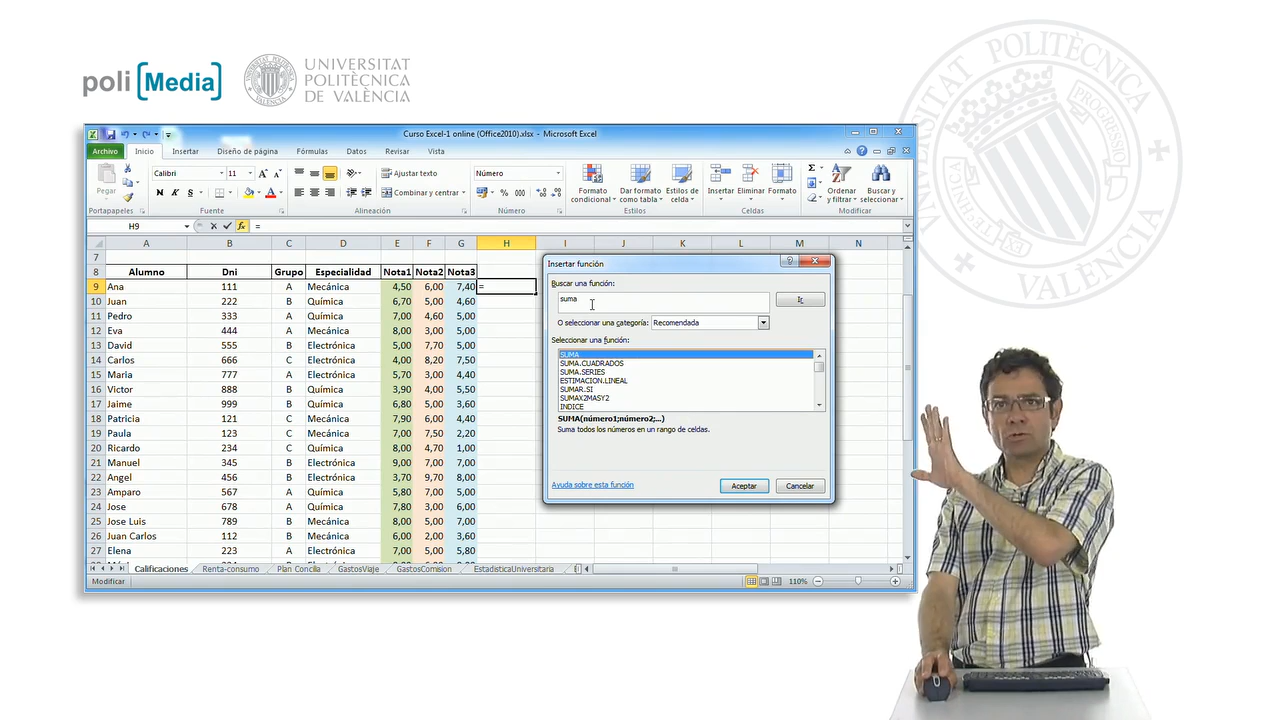 poli [Media]
UNIVERSITAT
POLITÈCNICA
DE VALÈNCIA
UNIVERSITAT POLITÈCNICA DE VALÈNCIA
PROGRESSIO
Curso Excel-1 online (Office2010).xlsx - Microsoft Excel
Archivo Inicio Insertar Diseño de página Fórmulas Datos Revisar Vista
Pegar
Calibri 11
N K S
Ajustar texto
Combinar y centrar
Número
% 000
Formato condicional
Dar formato como tabla
Estilos de celda
Insertar Eliminar Formato
Ordenar y filtrar
Buscar y seleccionar
Portapapeles Fuente Alineación Número Estilos Celdas Modificar
H9 fx =
A B C D E F G H I J K L M N
7
8 Alumno Dni Grupo Especialidad Nota1 Nota2 Nota3
9 Ana 111 A Mecánica 4,50 6,00 7,40 =
10 Juan 222 B Química 6,70 5,00 4,60
11 Pedro 333 A Química 7,00 4,60 5,00
12 Eva 444 A Mecánica 8,00 3,00 5,00
13 David 555 B Electrónica 5,00 7,70 5,00
14 Carlos 666 C Electrónica 4,00 8,20 7,50
15 Maria 777 A Mecánica 5,70 3,00 4,40
16 Victor 888 B Química 3,90 4,00 5,50
17 Jaime 999 B Química 6,80 5,00 3,60
18 Patricia 121 C Mecánica 7,90 6,00 4,40
19 Paula 123 C Mecánica 7,00 7,50 2,20
20 Ricardo 234 C Química 8,00 4,70 1,00
21 Manuel 345 B Electrónica 9,00 7,00 7,00
22 Angel 456 B Electrónica 3,70 9,70 8,00
23 Amparo 567 A Química 5,80 7,00 5,00
24 Jose 678 A Química 7,80 3,00 6,00
25 Jose Luis 789 B Mecánica 8,00 5,00 7,00
26 Juan Carlos 112 B Mecánica 6,00 2,00 3,60
27 Elena 223 A Electrónica 7,00 5,00 5,80
Insertar función
Buscar una función:
suma
Ir
O seleccionar una categoría: Recomendada
Seleccionar una función:
SUMA
SUMA.CUADRADOS
SUMA.SERIES
ESTIMACION.LINEAL
SUMAR.SI
SUMAX2MASY2
INDICE
SUMA(número1;número2;...)
Suma todos los números en un rango de celdas.
Ayuda sobre esta función
Aceptar Cancelar
Calificaciones Renta-consumo Plan Concilia GastosViaje GastosComision EstadisticaUniversitaria
Modificar
110%